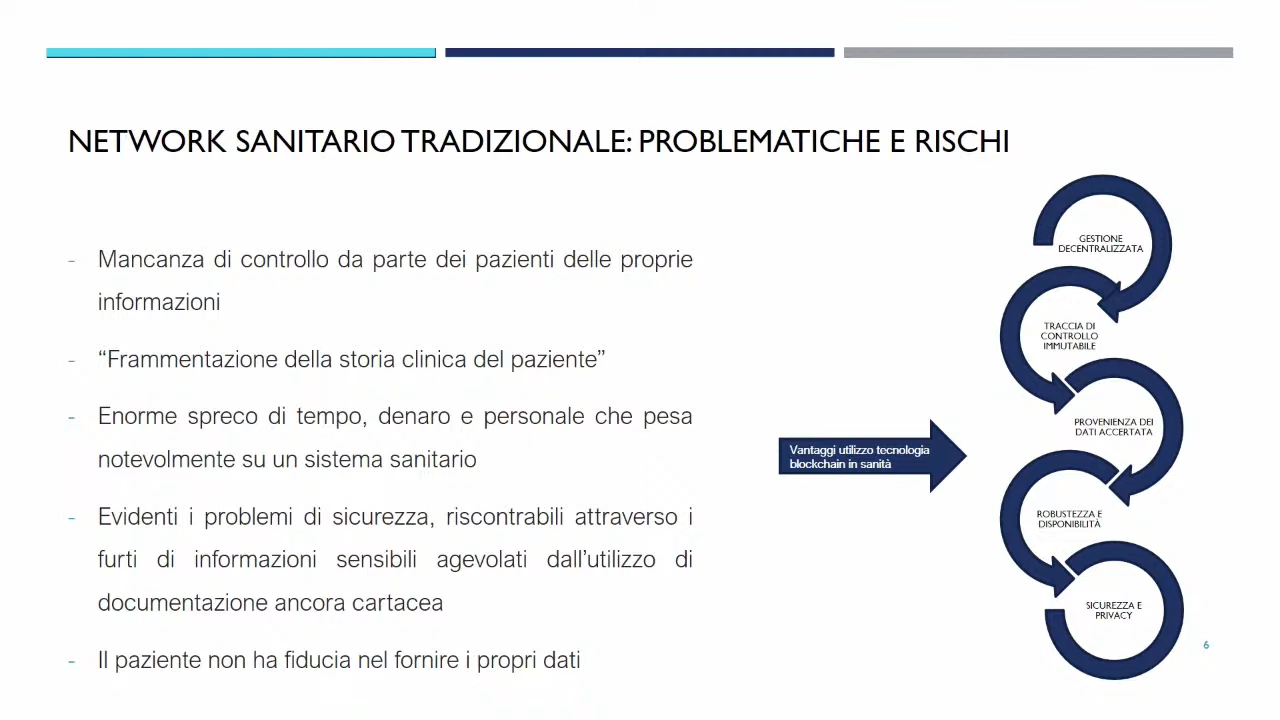 NETWORK SANITARIO TRADIZIONALE: PROBLEMATICHE E RISCHI
- Mancanza di controllo da parte dei pazienti delle proprie
informazioni
- “Frammentazione della storia clinica del paziente”
- Enorme spreco di tempo, denaro e personale che pesa
notevolmente su un sistema sanitario
- Evidenti i problemi di sicurezza, riscontrabili attraverso i
furti di informazioni sensibili agevolati dall’utilizzo di
documentazione ancora cartacea
- Il paziente non ha fiducia nel fornire i propri dati
Vantaggi utilizzo tecnologia
blockchain in sanità
GESTIONE
DECENTRALIZZATA
TRACCIA DI
CONTROLLO
IMMUTABILE
PROVENIENZA DEI
DATI ACCERTATA
ROBUSTEZZA E
DISPONIBILITÀ
SICUREZZA E
PRIVACY
6